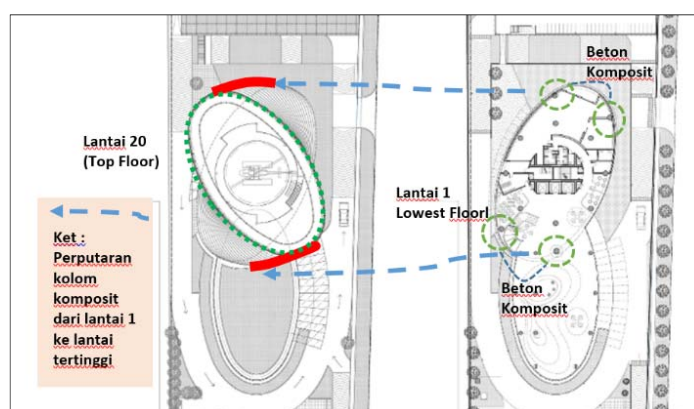 Beton
Komposit
Lantai 20
(Top Floor)
Lantai 1
Lowest Floorl
Ket :
Perputaran
kolom
komposit
dari lantai 1
ke lantai
tertinggi
Beton
Komposit